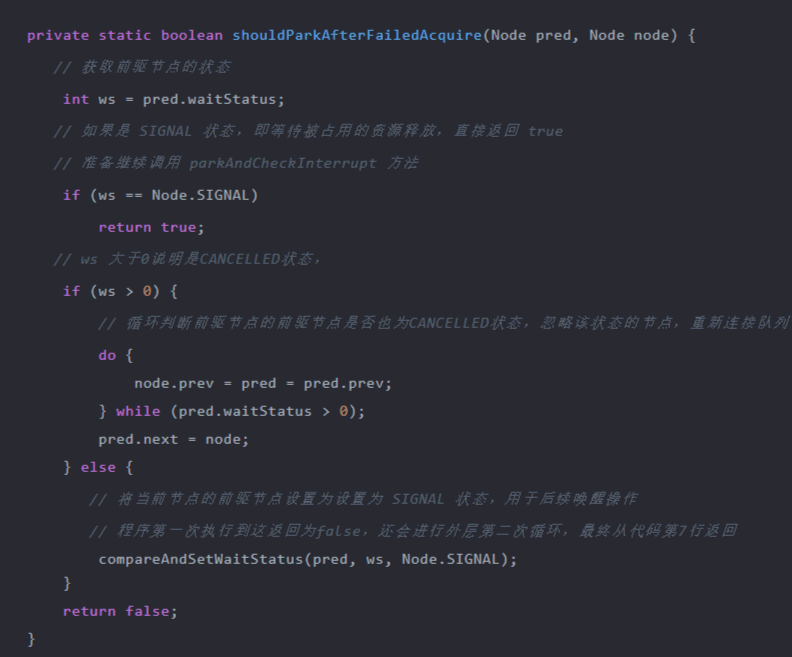 private static boolean shouldParkAfterFailedAcquire(Node pred, Node node) {
// 获取前驱节点的状态
int ws = pred.waitStatus;
// 如果是 SIGNAL 状态，即等待被占用的资源释放，直接返回 true
// 准备继续调用 parkAndCheckInterrupt 方法
if (ws == Node.SIGNAL)
return true;
// ws 大于0说明是CANCELLED状态，
if (ws > 0) {
// 循环判断前驱节点的前驱节点是否也为CANCELLED状态，忽略该状态的节点，重新连接队列
do {
node.prev = pred = pred.prev;
} while (pred.waitStatus > 0);
pred.next = node;
} else {
// 将当前节点的前驱节点设置为设置为 SIGNAL 状态，用于后续唤醒操作
// 程序第一次执行到这返回为false，还会进行外层第二次循环，最终从代码第7行返回
compareAndSetWaitStatus(pred, ws, Node.SIGNAL);
}
return false;
}